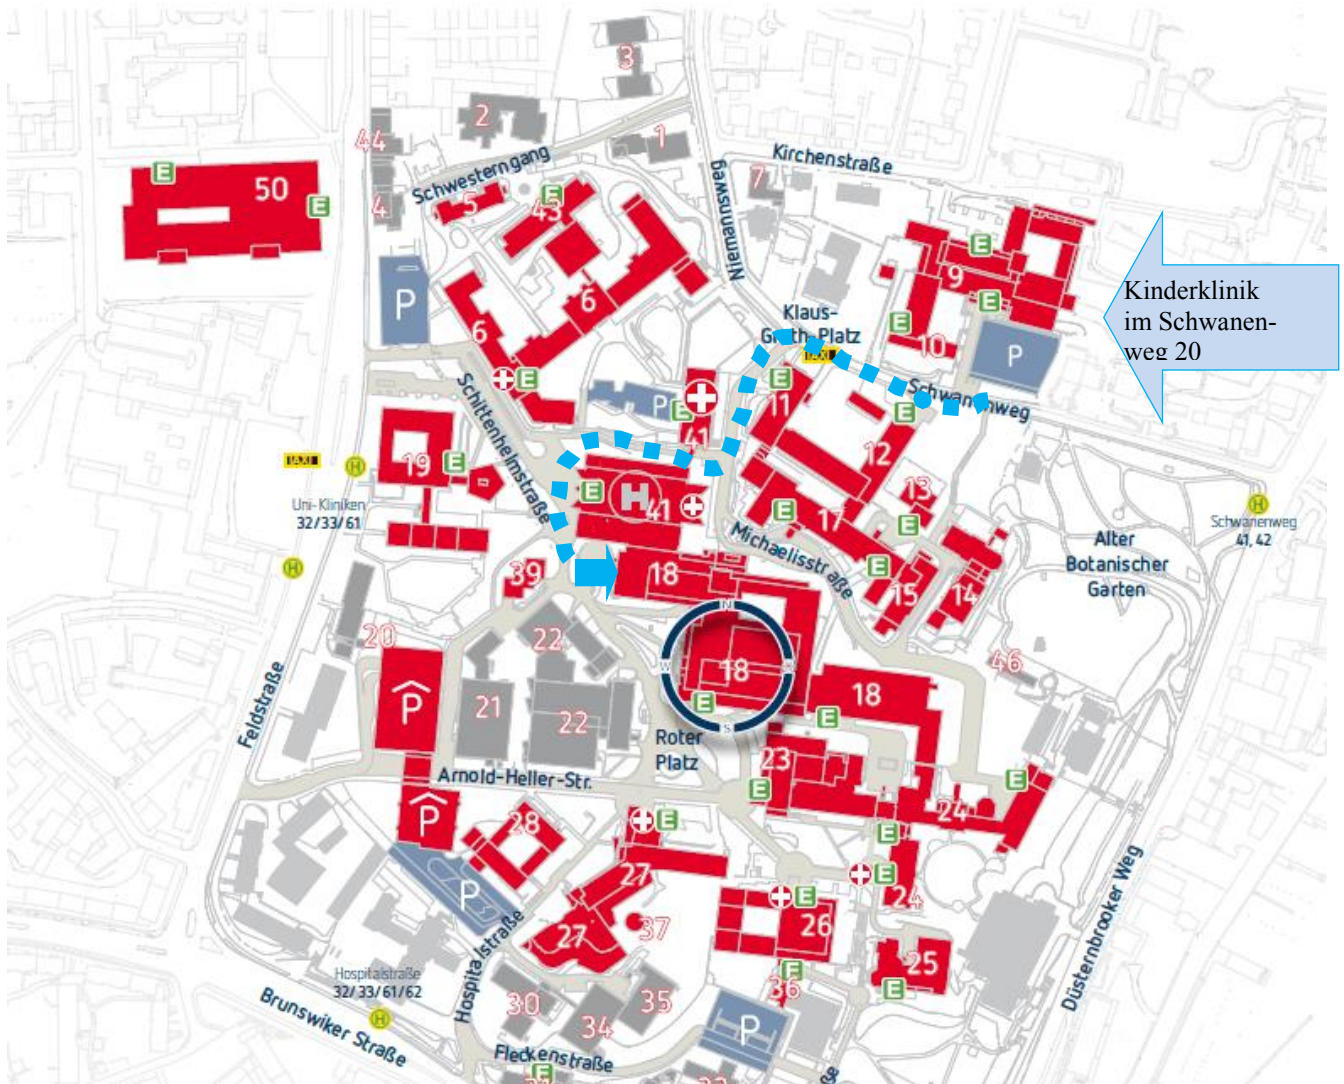 3
2
1
44
Kirchenstraße
Schwesterngang
7
E
50
E
4
5
E
43
Niemannsweg
E
9
P
6
6
E
Kinderklinik
im Schwanen-
weg 20
Klaus-
Groth-Platz
TAXI
E
10
P
E
Schittenhelmstraße
E
11
P
E
41
Schwanenweg
E
12
19
E
TAXI
H
Uni-Kliniken
32/33/61
E
H
41
13
17
E
E
H
Schwanenweg
41, 42
Michaelisstraße
Alter
Botanischer
Garten
H
39
18
E
15
14
N
20
22
W
18
46
P
21
22
E
S
18
E
Feldstraße
Roter
Platz
23
Arnold-Heller-Str.
E
E
24
P
28
E
E
27
E
24
P
E
26
37
27
25
Hospitalstraße
Hospitalstraße
32/33/61/62
H
E
36
E
30
35
34
P
Düsternbrooker Weg
Brunswiker Straße
Fleckenstraße
E